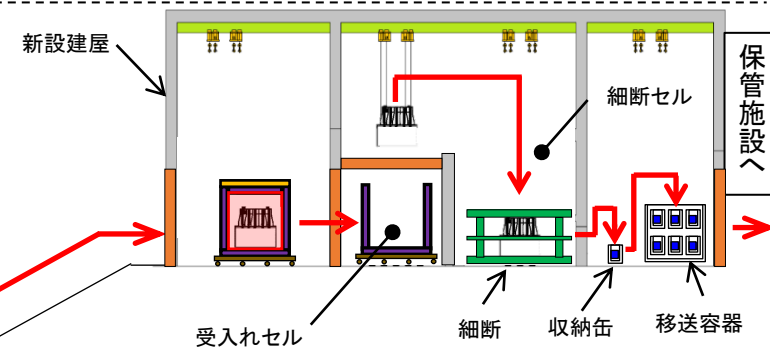 新設建屋
細断セル
保管施設へ
受入れセル
細断
収納缶
移送容器